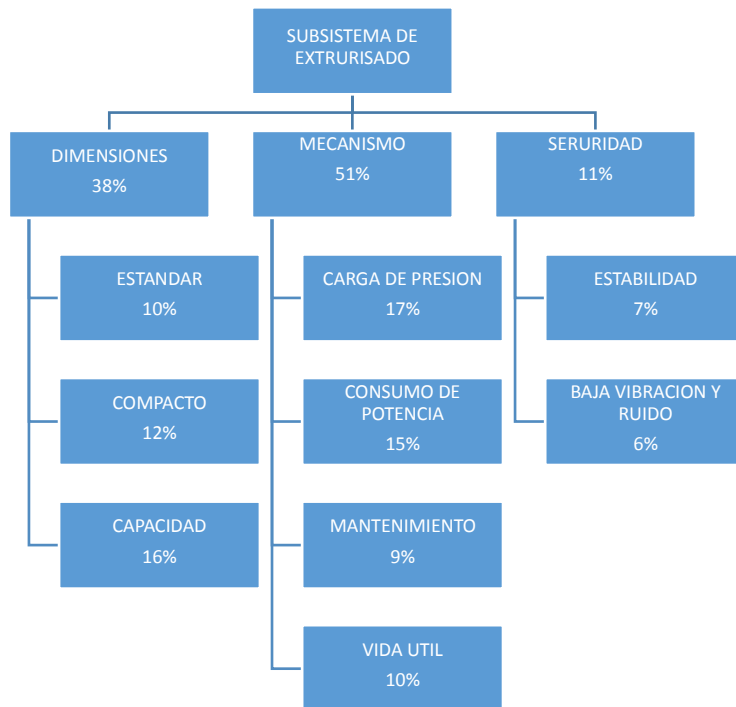 SUBSISTEMA DE
EXTRURISADO
DIMENSIONES
38%
MECANISMO
51%
SERURIDAD
11%
ESTANDAR
10%
CARGA DE PRESION
17%
ESTABILIDAD
7%
COMPACTO
12%
CONSUMO DE
POTENCIA
15%
BAJA VIBRACION Y
RUIDO
6%
CAPACIDAD
16%
MANTENIMIENTO
9%
VIDA UTIL
10%